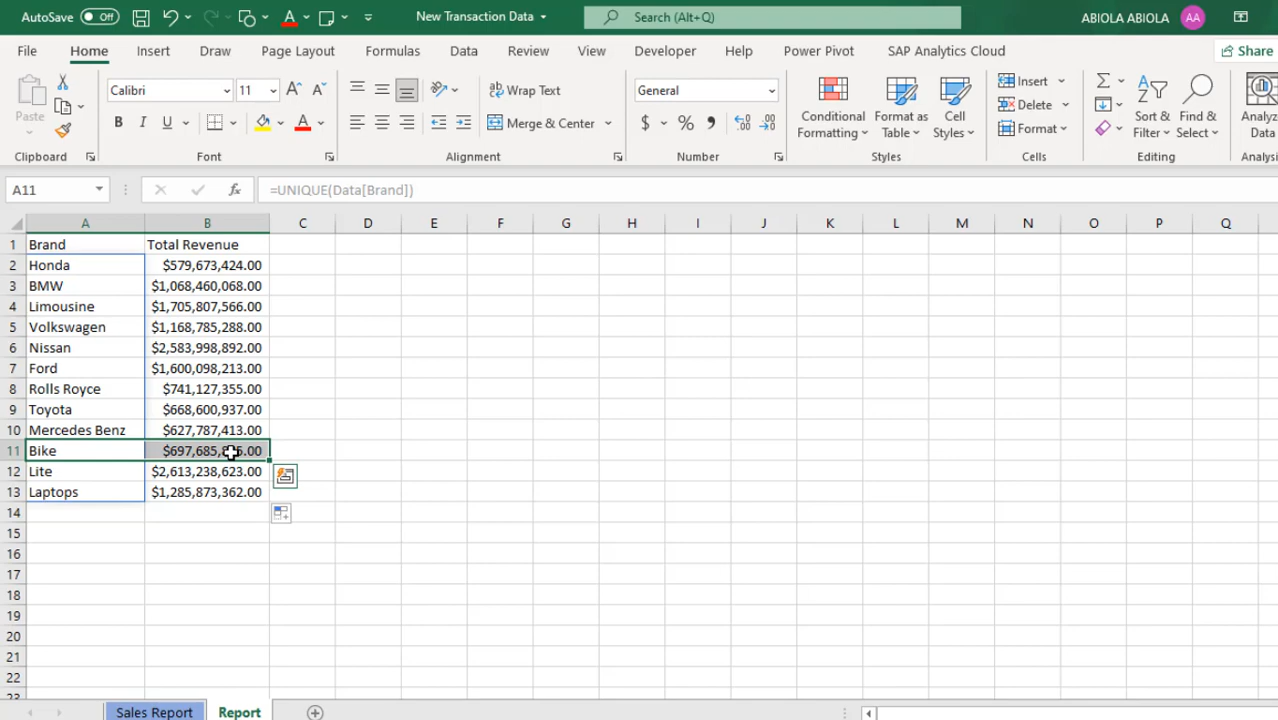 AutoSave Off New Transaction Data Search (Alt+Q) ABIOLA ABIOLA AA
File Home Insert Draw Page Layout Formulas Data Review View Developer Help Power Pivot SAP Analytics Cloud Share
Paste Calibri 11 Wrap Text General Conditional Formatting Format as Table Cell Styles Insert Sort & Filter Find & Select
B I U Merge & Center $ % Delete
Format
Clipboard Font Alignment Number Styles Cells Editing
A11 =UNIQUE(Data[Brand])
A B C D E F G H I J K L M N O P Q
1 Brand Total Revenue
2 Honda $579,673,424.00
3 BMW $1,068,460,068.00
4 Limousine $1,705,807,566.00
5 Volkswagen $1,168,785,288.00
6 Nissan $2,583,998,892.00
7 Ford $1,600,098,213.00
8 Rolls Royce $741,127,355.00
9 Toyota $668,600,937.00
10 Mercedes Benz $627,787,413.00
11 Bike
12 Lite $2,613,238,623.00
13 Laptops $1,285,873,362.00
14
15
16
17
18
19
20
21
22
23
Sales Report Report